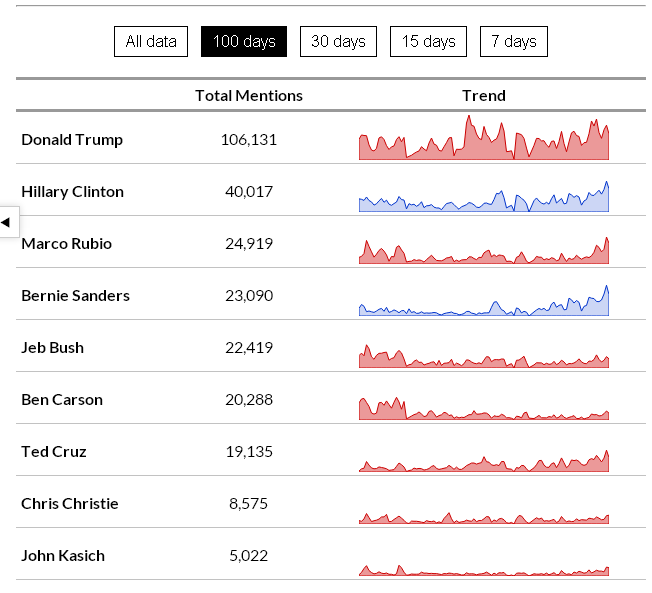 All data 100 days 30 days 15 days 7 days
Total Mentions Trend
Donald Trump 106,131
Hillary Clinton 40,017
Marco Rubio 24,919
Bernie Sanders 23,090
Jeb Bush 22,419
Ben Carson 20,288
Ted Cruz 19,135
Chris Christie 8,575
John Kasich 5,022